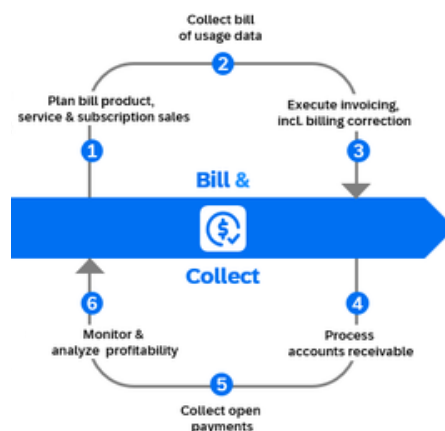 Collect bill
of usage data
2
Plan bill product,
service & subscription sales
1
Execute invoicing,
incl. billing correction
3
Bill &
$
Collect
6
Monitor &
analyze profitability
4
Process
accounts receivable
5
Collect open
payments